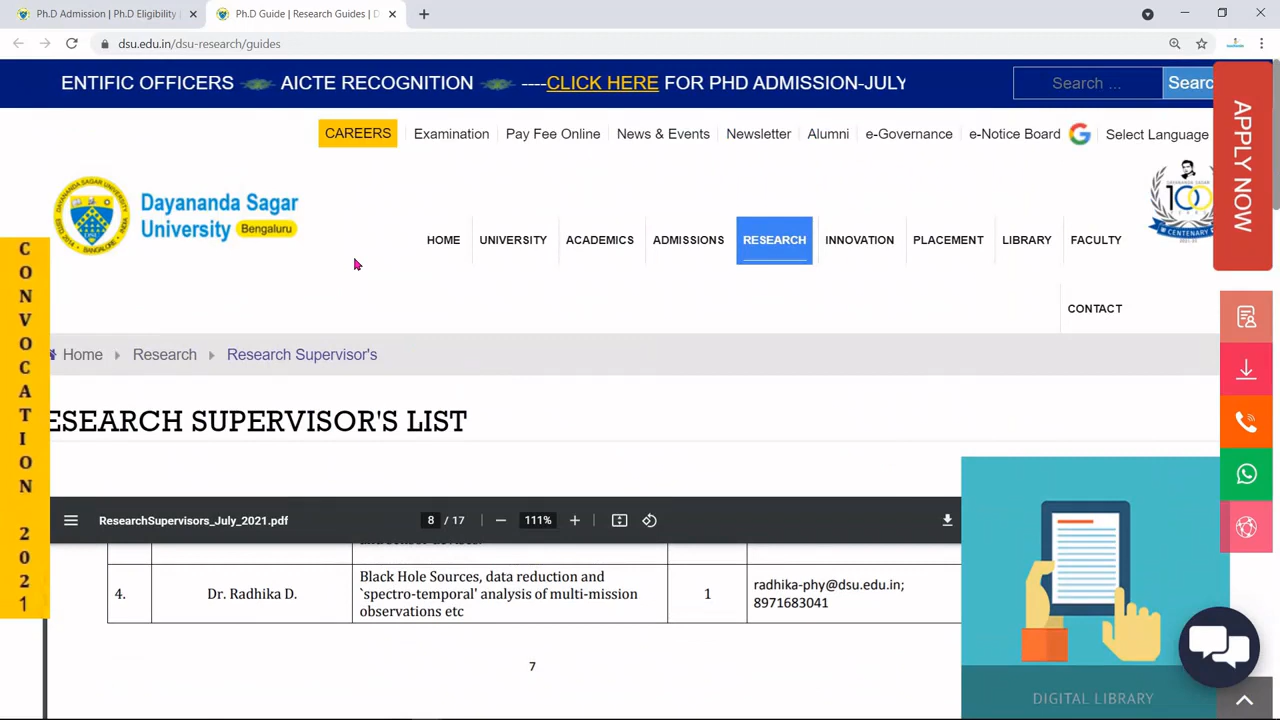 Ph.D Admission | Ph.D Eligibility
Ph.D Guide | Research Guides | D
dsu.edu.in/dsu-research/guides
ENTIFIC OFFICERS AICTE RECOGNITION ----CLICK HERE FOR PHD ADMISSION-JULY
Search ... Searc
CAREERS Examination Pay Fee Online News & Events Newsletter Alumni e-Governance e-Notice Board Select Language
APPLY NOW
Dayananda Sagar
University Bengaluru
100
CENTENARY
HOME UNIVERSITY ACADEMICS ADMISSIONS RESEARCH INNOVATION PLACEMENT LIBRARY FACULTY
CONTACT
CONVOCATION 2021
Home Research Research Supervisor's
ESEARCH SUPERVISOR'S LIST
ResearchSupervisors_July_2021.pdf 8 / 17 111%
4. Dr. Radhika D. Black Hole Sources, data reduction and
`spectro-temporal' analysis of multi-mission
observations etc
1
radhika-phy@dsu.edu.in;
8971683041
7
DIGITAL LIBRARY